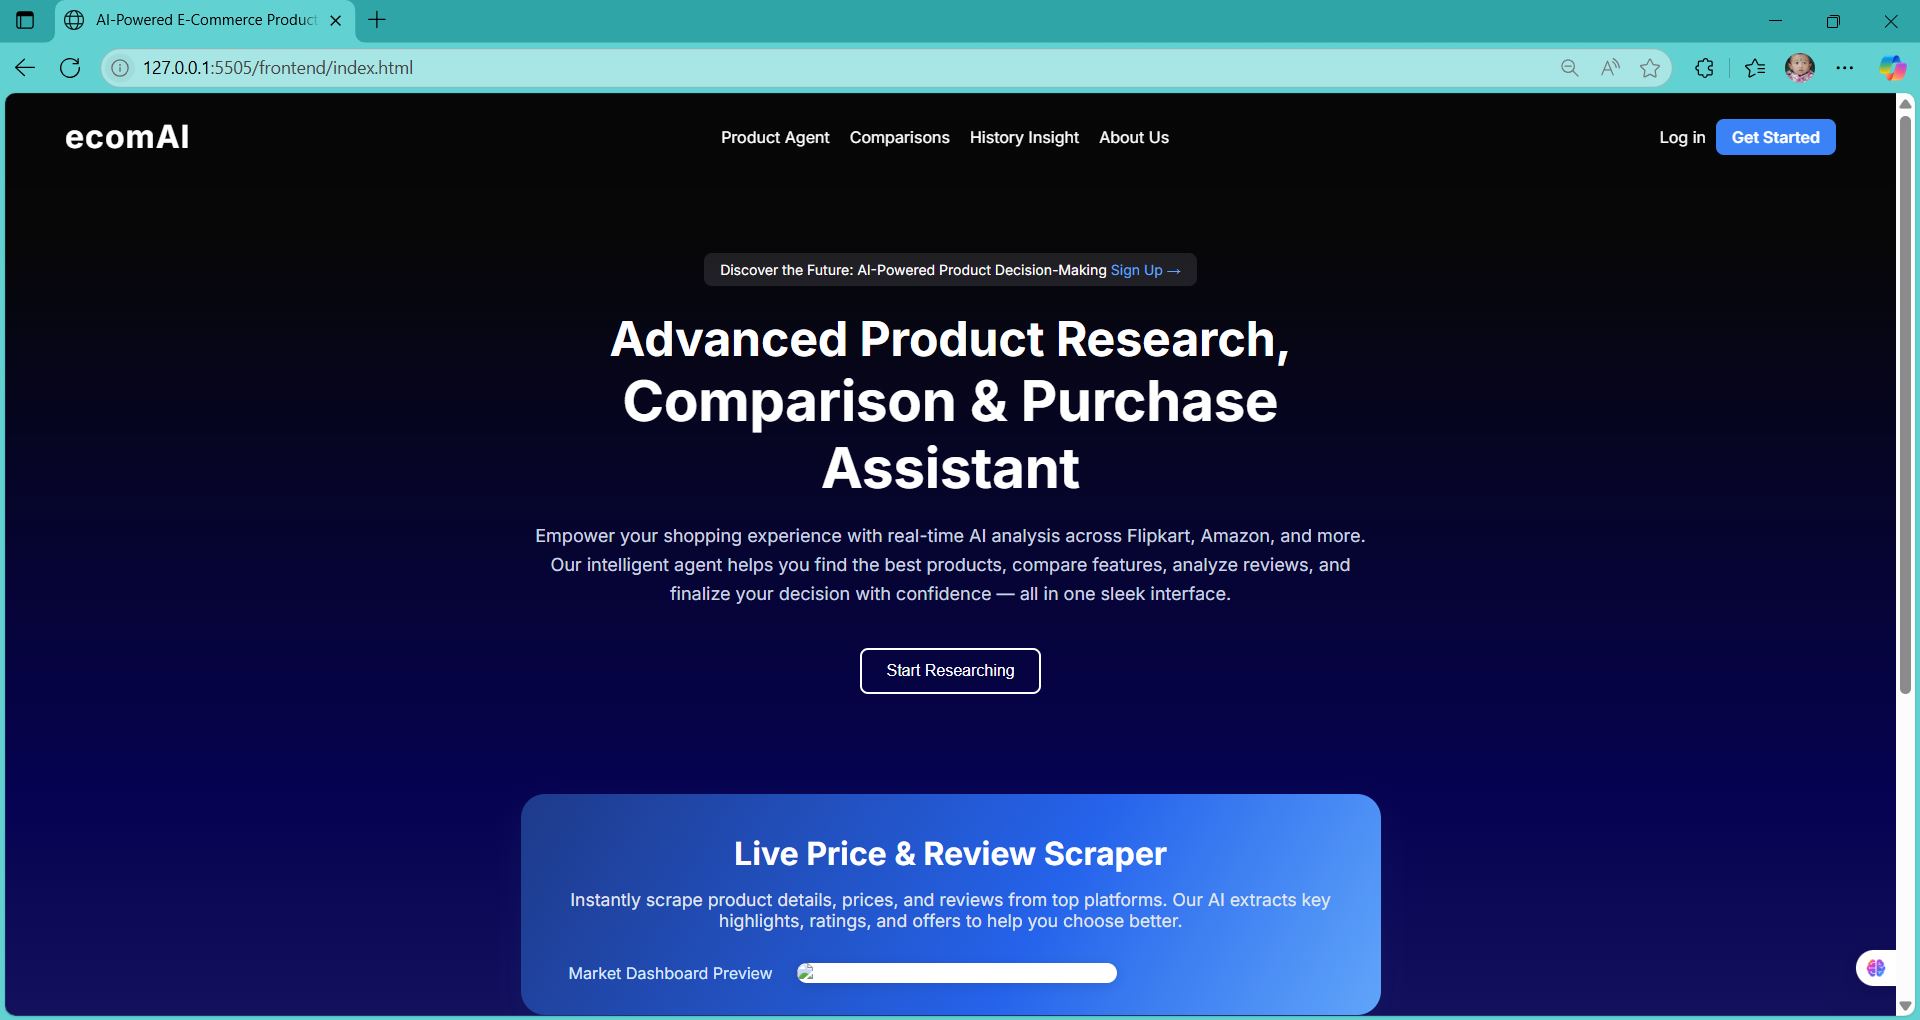 AI-Powered E-Commerce Product
127.0.0.1:5505/frontend/index.html
ecomAI
Product Agent Comparisons History Insight About Us
Log in Get Started
Discover the Future: AI-Powered Product Decision-Making Sign Up →
Advanced Product Research,
Comparison & Purchase
Assistant
Empower your shopping experience with real-time AI analysis across Flipkart, Amazon, and more.
Our intelligent agent helps you find the best products, compare features, analyze reviews, and
finalize your decision with confidence — all in one sleek interface.
Start Researching
Live Price & Review Scraper
Instantly scrape product details, prices, and reviews from top platforms. Our AI extracts key
highlights, ratings, and offers to help you choose better.
Market Dashboard Preview